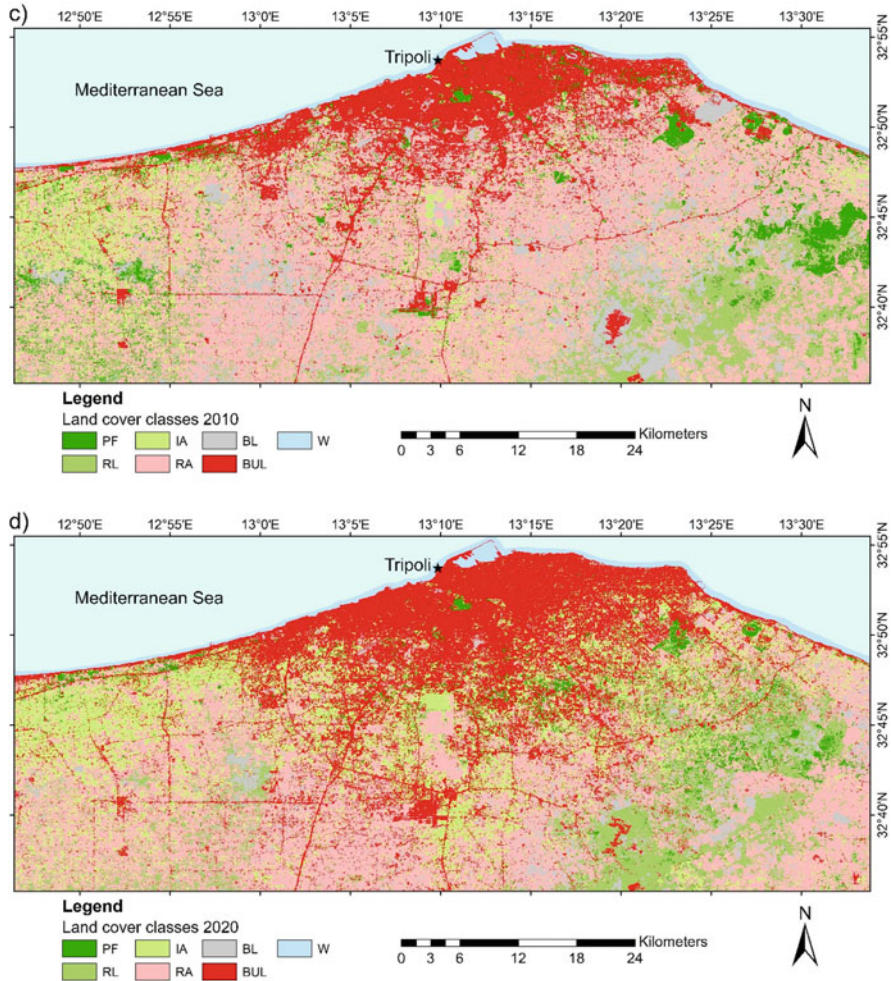 c)
12°50'E 12°55'E 13°0'E 13°5'E 13°10'E 13°15'E 13°20'E 13°25'E 13°30'E
32°55'N
Tripoli
Mediterranean Sea
32°50'N
32°45'N
32°40'N
Legend
Land cover classes 2010
PF IA BL W
RL RA BUL
Kilometers
0 3 6 12 18 24
N
d)
12°50'E 12°55'E 13°0'E 13°5'E 13°10'E 13°15'E 13°20'E 13°25'E 13°30'E
32°55'N
Tripoli
Mediterranean Sea
32°50'N
32°45'N
32°40'N
Legend
Land cover classes 2020
PF IA BL W
RL RA BUL
Kilometers
0 3 6 12 18 24
N